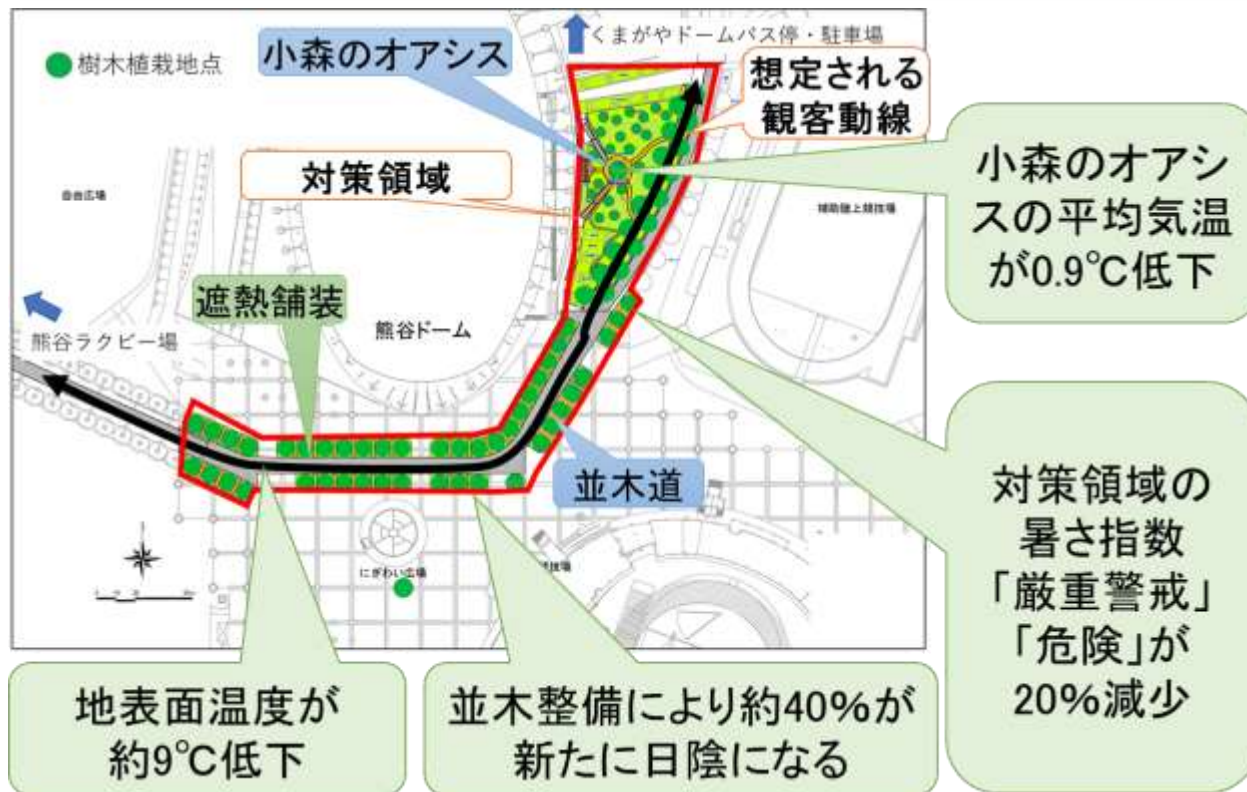 くまがやドームバス停・駐車場
樹木植栽地点
小森のオアシス
想定される
観客動線
対策領域
自由広場
補助陸上競技場
小森のオアシ
スの平均気温
が0.9℃低下
遮熱舗装
熊谷ドーム
熊谷ラクビー場
並木道
にぎわい広場
対策領域の
暑さ指数
「厳重警戒」
「危険」が
20%減少
地表面温度が
約9℃低下
並木整備により約40%が
新たに日陰になる